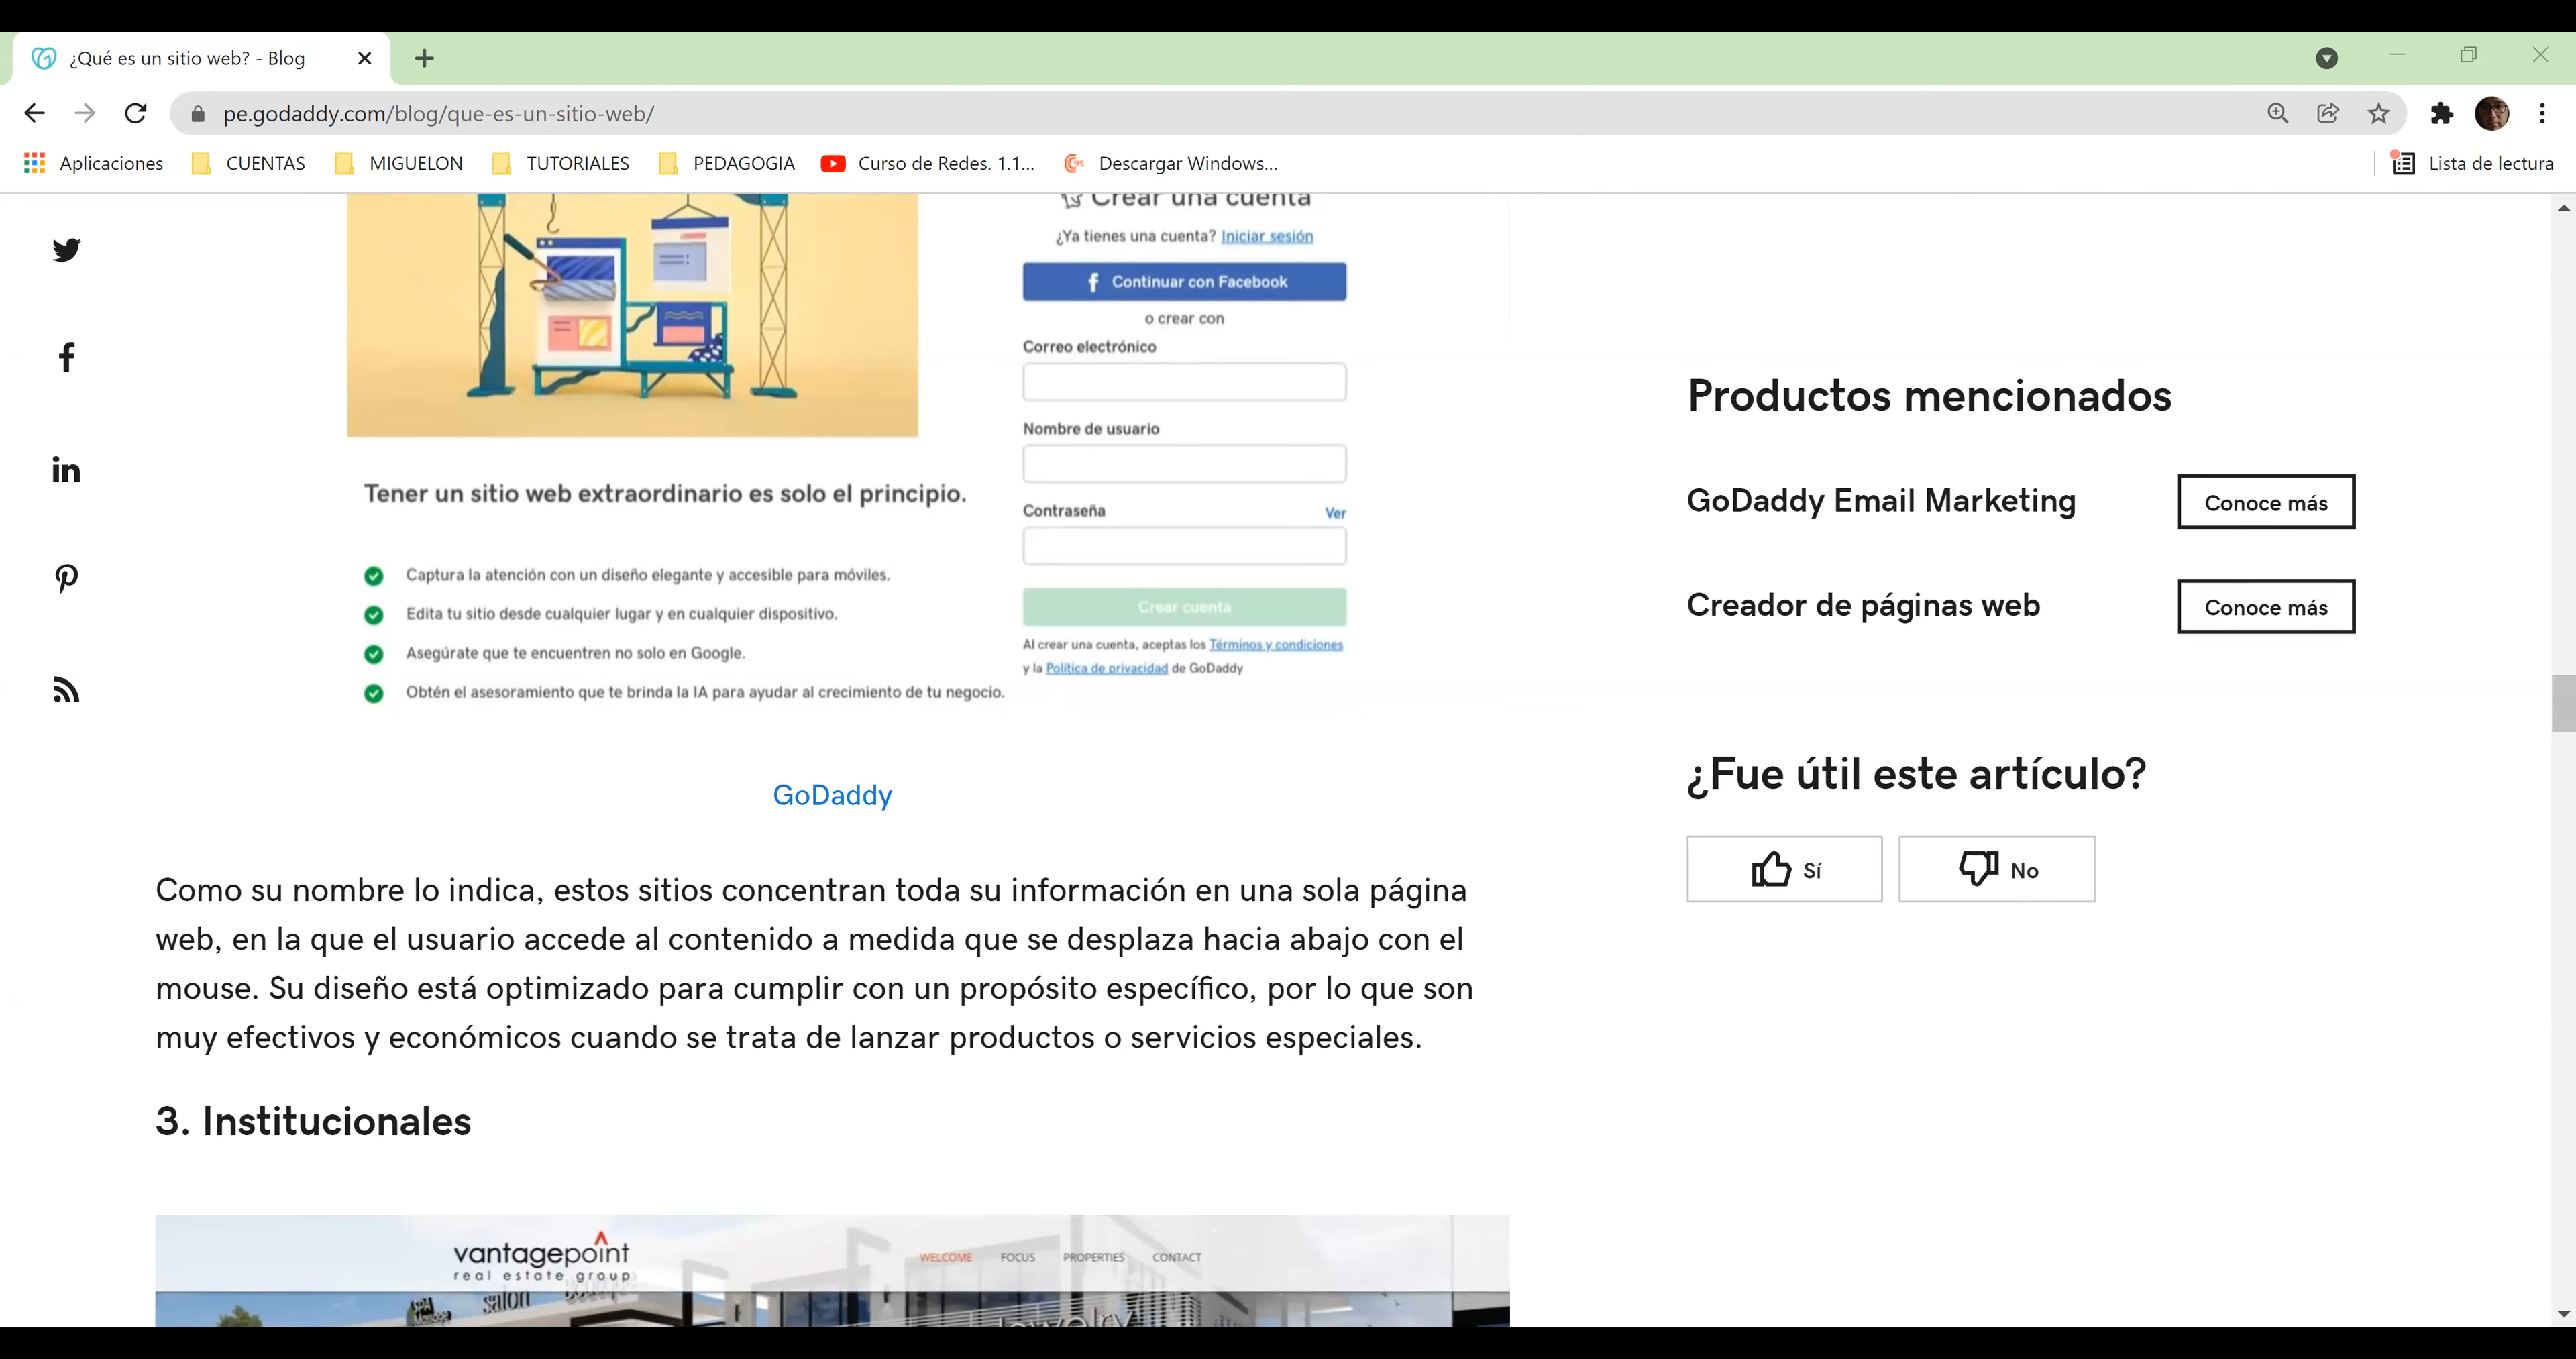 ¿Qué es un sitio web? - Blog
pe.godaddy.com/blog/que-es-un-sitio-web/
Aplicaciones CUENTAS MIGUELON TUTORIALES PEDAGOGIA Curso de Redes. 1.1... Descargar Windows... Lista de lectura
Crear una cuenta
¿Ya tienes una cuenta? Iniciar sesión
Continuar con Facebook
o crear con
Correo electrónico
Nombre de usuario
Contraseña Ver
Crear cuenta
Al crear una cuenta, aceptas los Términos y condiciones
y la Política de privacidad de GoDaddy
Tener un sitio web extraordinario es solo el principio.
Captura la atención con un diseño elegante y accesible para móviles.
Edita tu sitio desde cualquier lugar y en cualquier dispositivo.
Asegúrate que te encuentren no solo en Google.
Obtén el asesoramiento que te brinda la IA para ayudar al crecimiento de tu negocio.
GoDaddy
Como su nombre lo indica, estos sitios concentran toda su información en una sola página
web, en la que el usuario accede al contenido a medida que se desplaza hacia abajo con el
mouse. Su diseño está optimizado para cumplir con un propósito específico, por lo que son
muy efectivos y económicos cuando se trata de lanzar productos o servicios especiales.
3. Institucionales
vantagepoint
real estate group
WELCOME FOCUS PROPERTIES CONTACT
salon
Productos mencionados
GoDaddy Email Marketing Conoce más
Creador de páginas web Conoce más
¿Fue útil este artículo?
Sí No